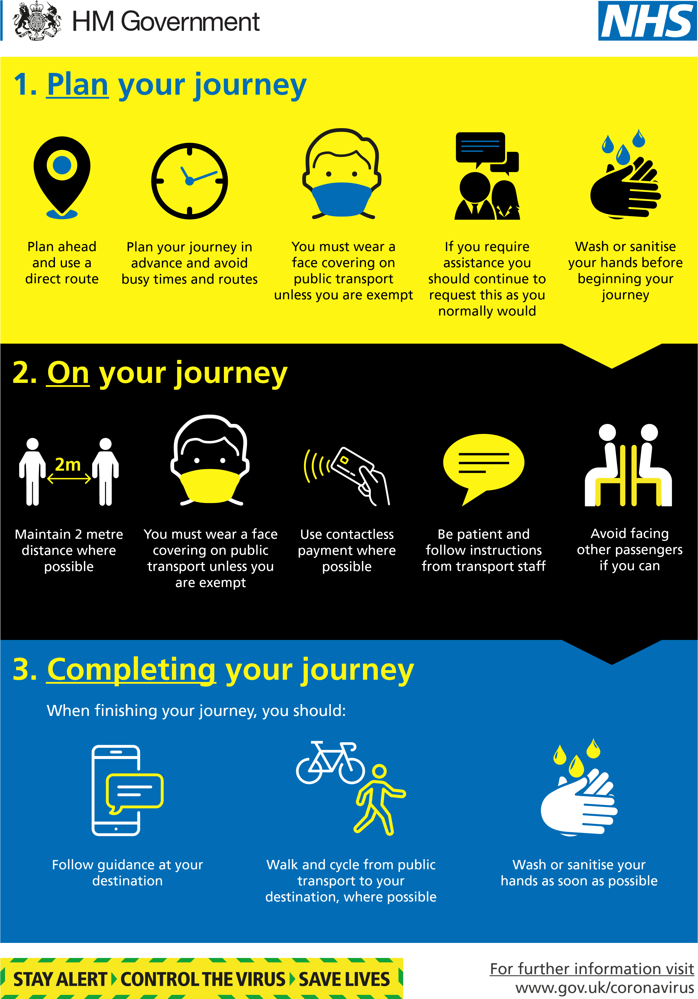 HM Government
NHS
1. Plan your journey
Plan ahead
and use a
direct route
Plan your journey in
advance and avoid
busy times and routes
You must wear a
face covering on
public transport
unless you are exempt
If you require
assistance you
should continue to
request this as you
normally would
Wash or sanitise
your hands before
beginning your
journey
2. On your journey
2m
Maintain 2 metre
distance where
possible
You must wear a face
covering on public
transport unless you
are exempt
Use contactless
payment where
possible
Be patient and
follow instructions
from transport staff
Avoid facing
other passengers
if you can
3. Completing your journey
When finishing your journey, you should:
Follow guidance at your
destination
Walk and cycle from public
transport to your
destination, where possible
Wash or sanitise your
hands as soon as possible
STAY ALERT CONTROL THE VIRUS SAVE LIVES
For further information visit
www.gov.uk/coronavirus